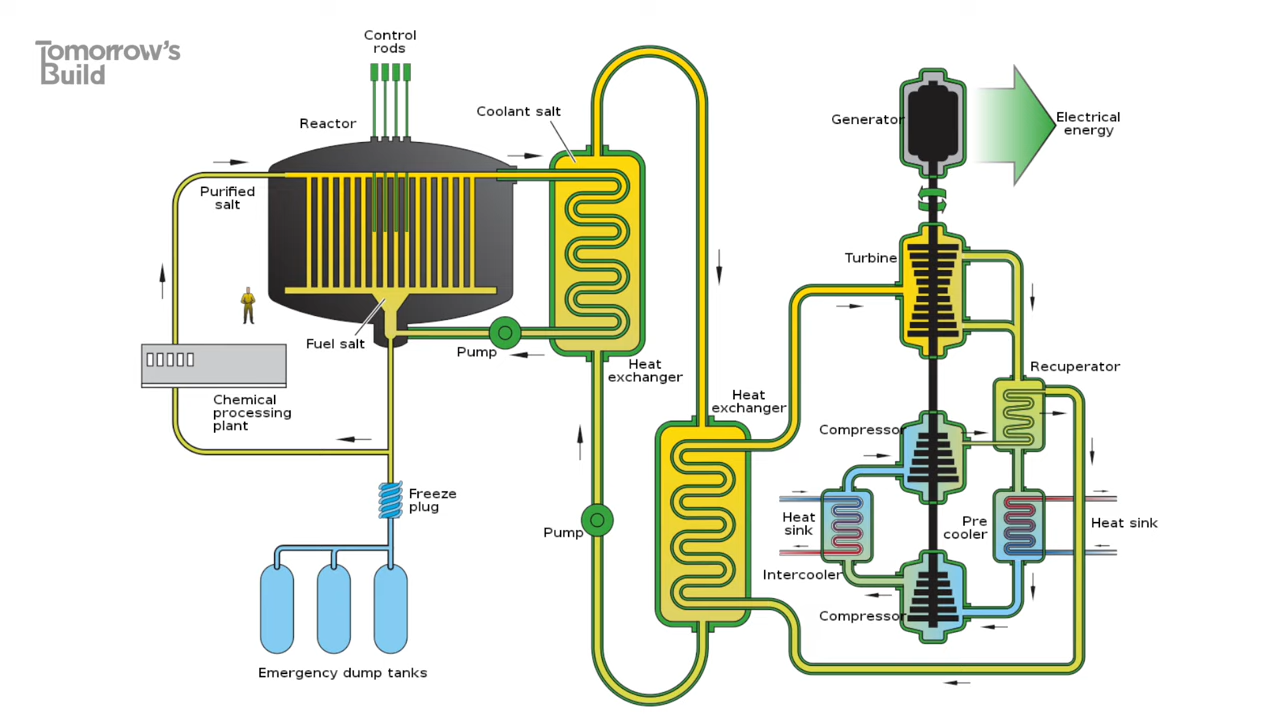 Tomorrow's
Build
Control
rods
Reactor
Coolant salt
Purified
salt
Fuel salt
Pump
Heat
exchanger
Chemical
processing
plant
Freeze
plug
Emergency dump tanks
Pump
Heat
exchanger
Generator
Electrical
energy
Turbine
Recuperator
Compressor
Heat
sink
Pre
cooler
Heat sink
Intercooler
Compressor